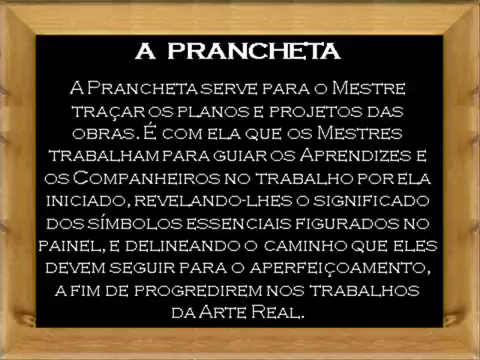 A PRANCHETA
A PRANCHETA SERVE PARA O MESTRE
TRAÇAR OS PLANOS E PROJETOS DAS
OBRAS. É COM ELA QUE OS MESTRES
TRABALHAM PARA GUIAR OS APRENDIZES E
OS COMPANHEIROS NO TRABALHO POR ELA
INICIADO, REVELANDO-LHES O SIGNIFICADO
DOS SÍMBOLOS ESSENCIAIS FIGURADOS NO
PAINEL, E DELINEANDO O CAMINHO QUE ELES
DEVEM SEGUIR PARA O APERFEIÇOAMENTO,
A FIM DE PROGREDIREM NOS TRABALHOS
DA ARTE REAL.